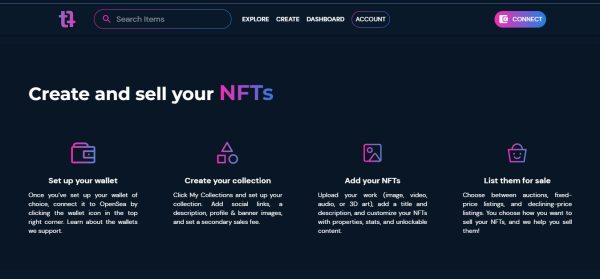 Search Items
EXPLORE CREATE DASHBOARD ACCOUNT
CONNECT
Create and sell your NFTs
Set up your wallet
Once you've set up your wallet of
choice, connect it to OpenSea by
clicking the wallet icon in the top
right corner. Learn about the wallets
we support.
Create your collection
Click My Collections and set up your
collection. Add social links, a
description, profile & banner images,
and set a secondary sales fee.
Add your NFTs
Upload your work (image, video,
audio, or 3D art), add a title and
description, and customize your NFTs
with properties, stats, and unlockable
content.
List them for sale
Choose between auctions, fixed-
price listings, and declining-price
listings. You choose how you want to
sell your NFTs, and we help you sell
them!